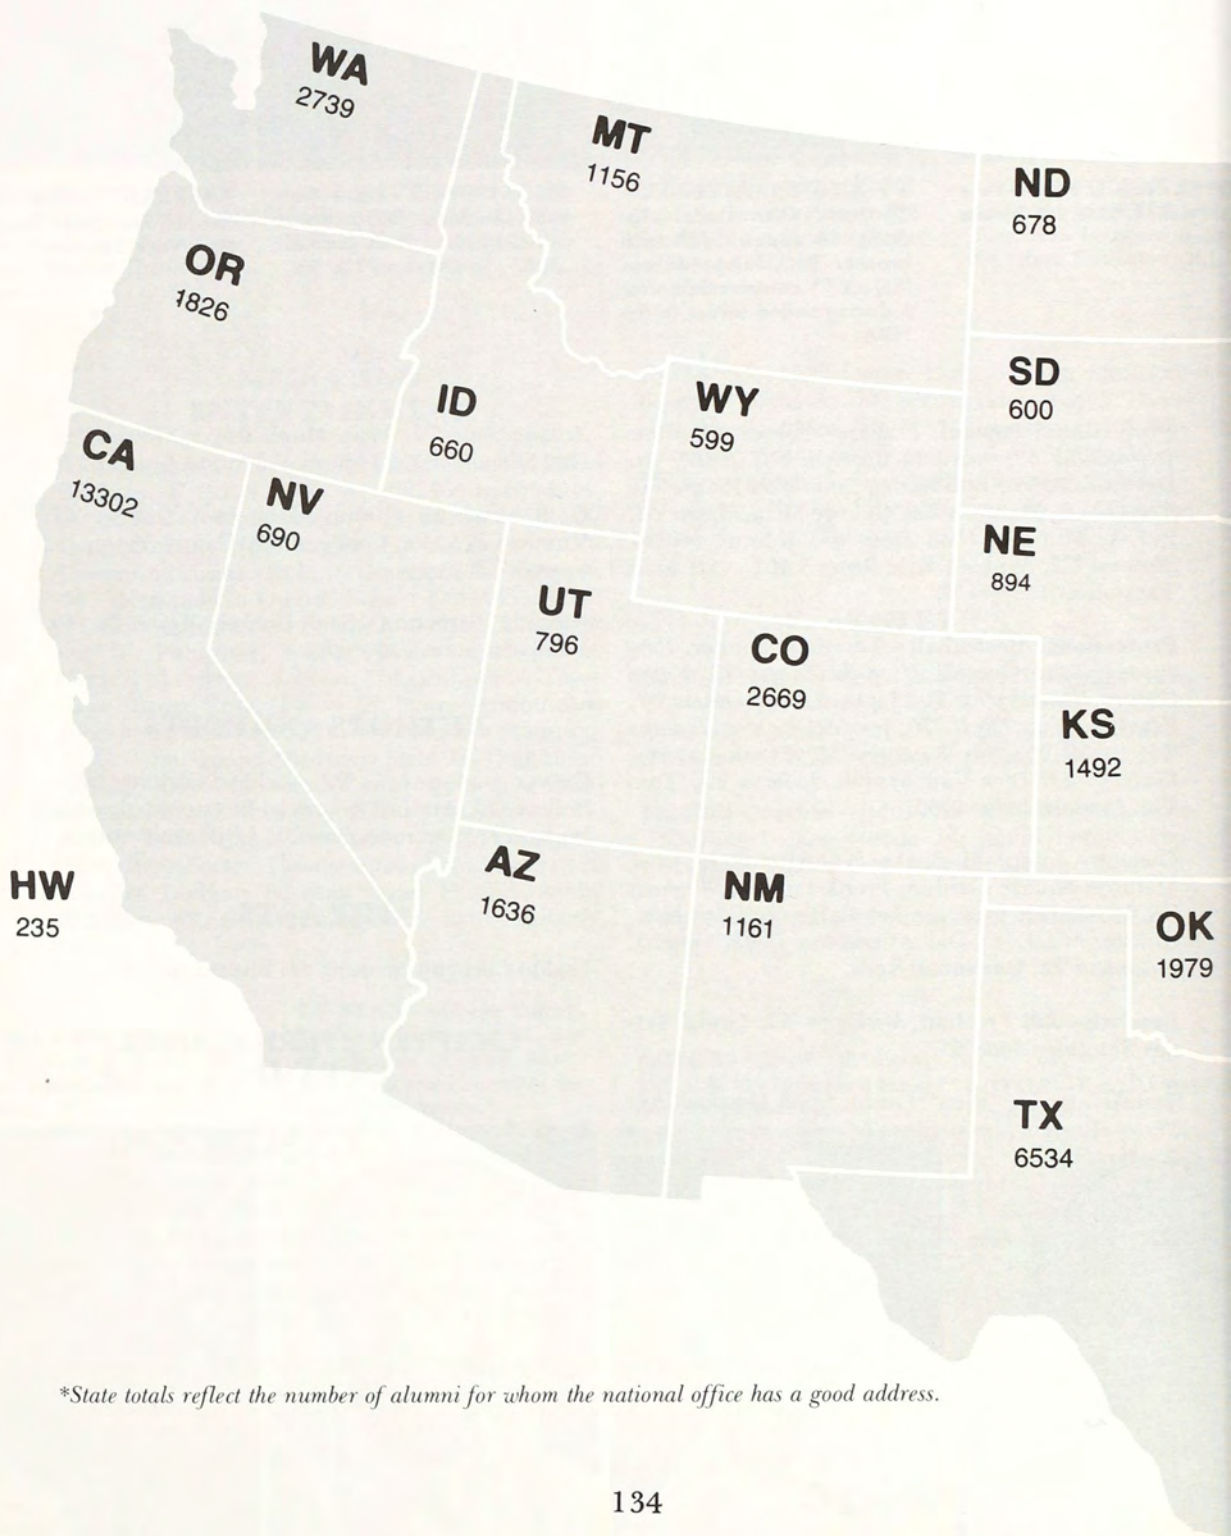 WA
2739
MT
1156
ND
678
OR
1826
ID
660
WY
599
SD
600
CA
13302
NV
690
NE
894
UT
796
CO
2669
KS
1492
HW
235
AZ
1636
NM
1161
OK
1979
TX
6534
*State totals reflect the number of alumni for whom the national office has a good address.
134